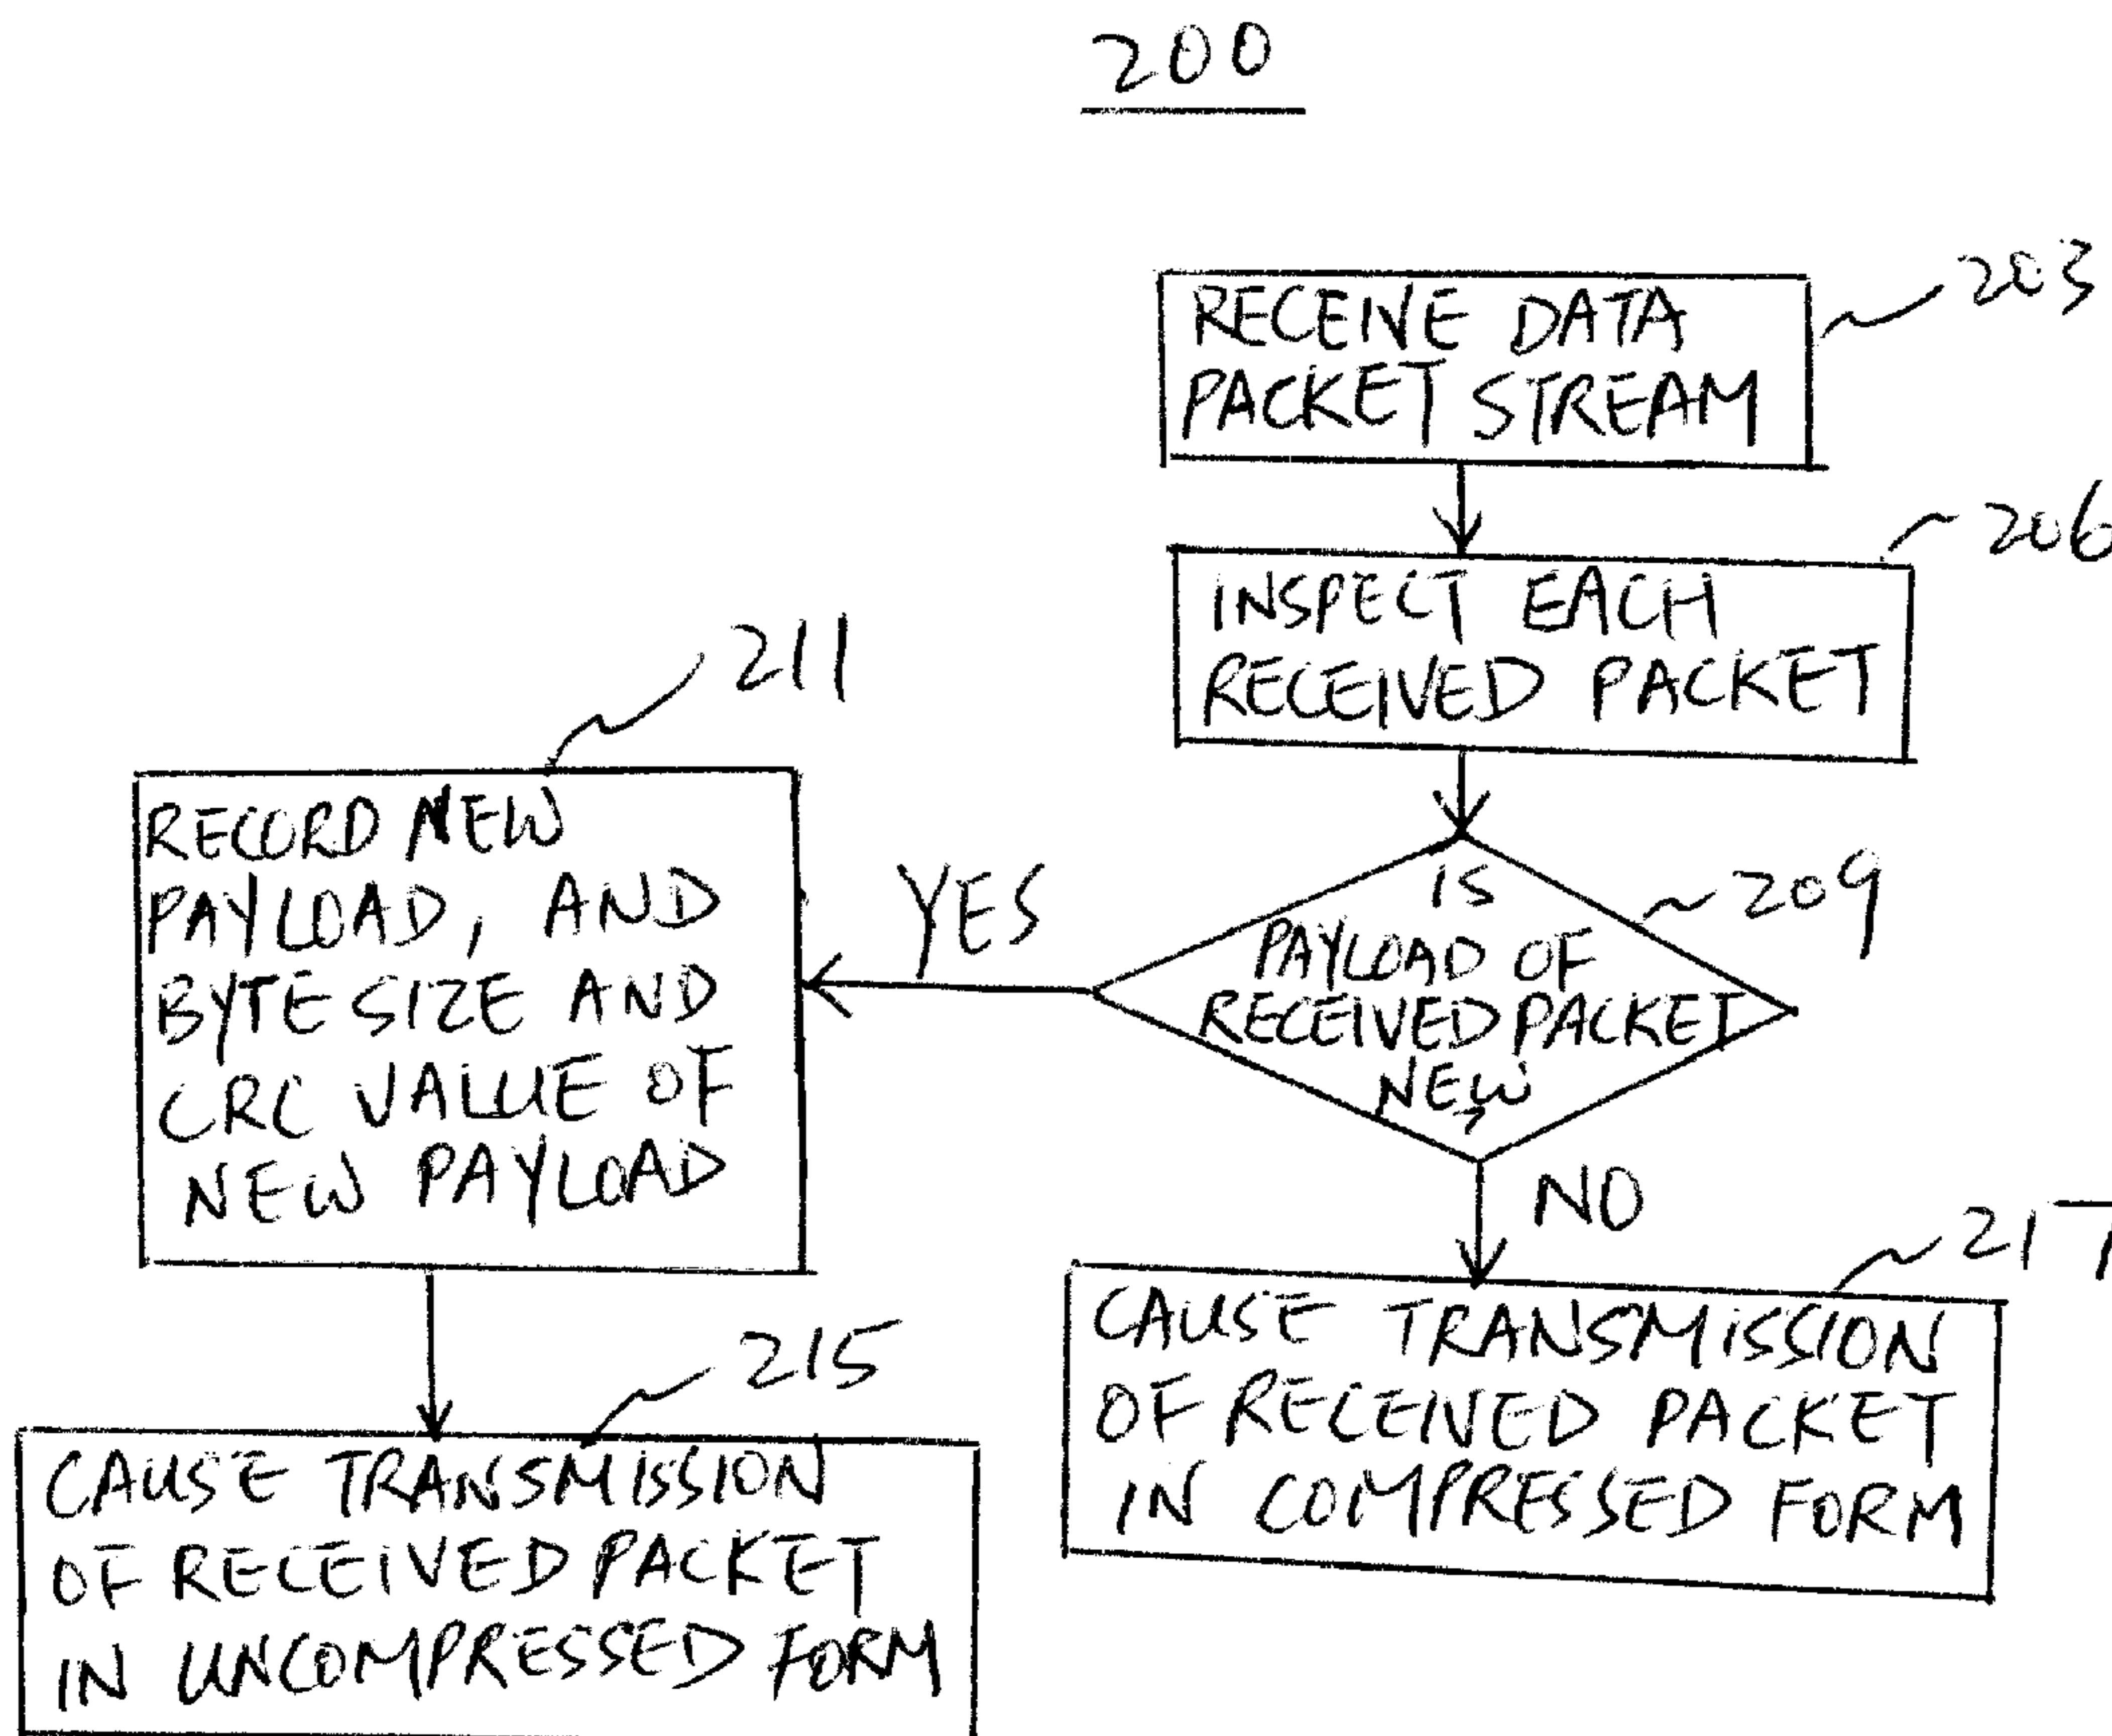 200
RECEIVE DATA
PACKET STREAM
203
INSPECT EACH
RECEIVED PACKET
206
IS
PAYLOAD OF
RECEIVED PACKET
NEW
?
209
YES
NO
211
RECORD NEW
PAYLOAD, AND
BYTE SIZE AND
CRC VALUE OF
NEW PAYLOAD
215
CAUSE TRANSMISSION
OF RECEIVED PACKET
IN UNCOMPRESSED FORM
217
CAUSE TRANSMISSION
OF RECEIVED PACKET
IN COMPRESSED FORM